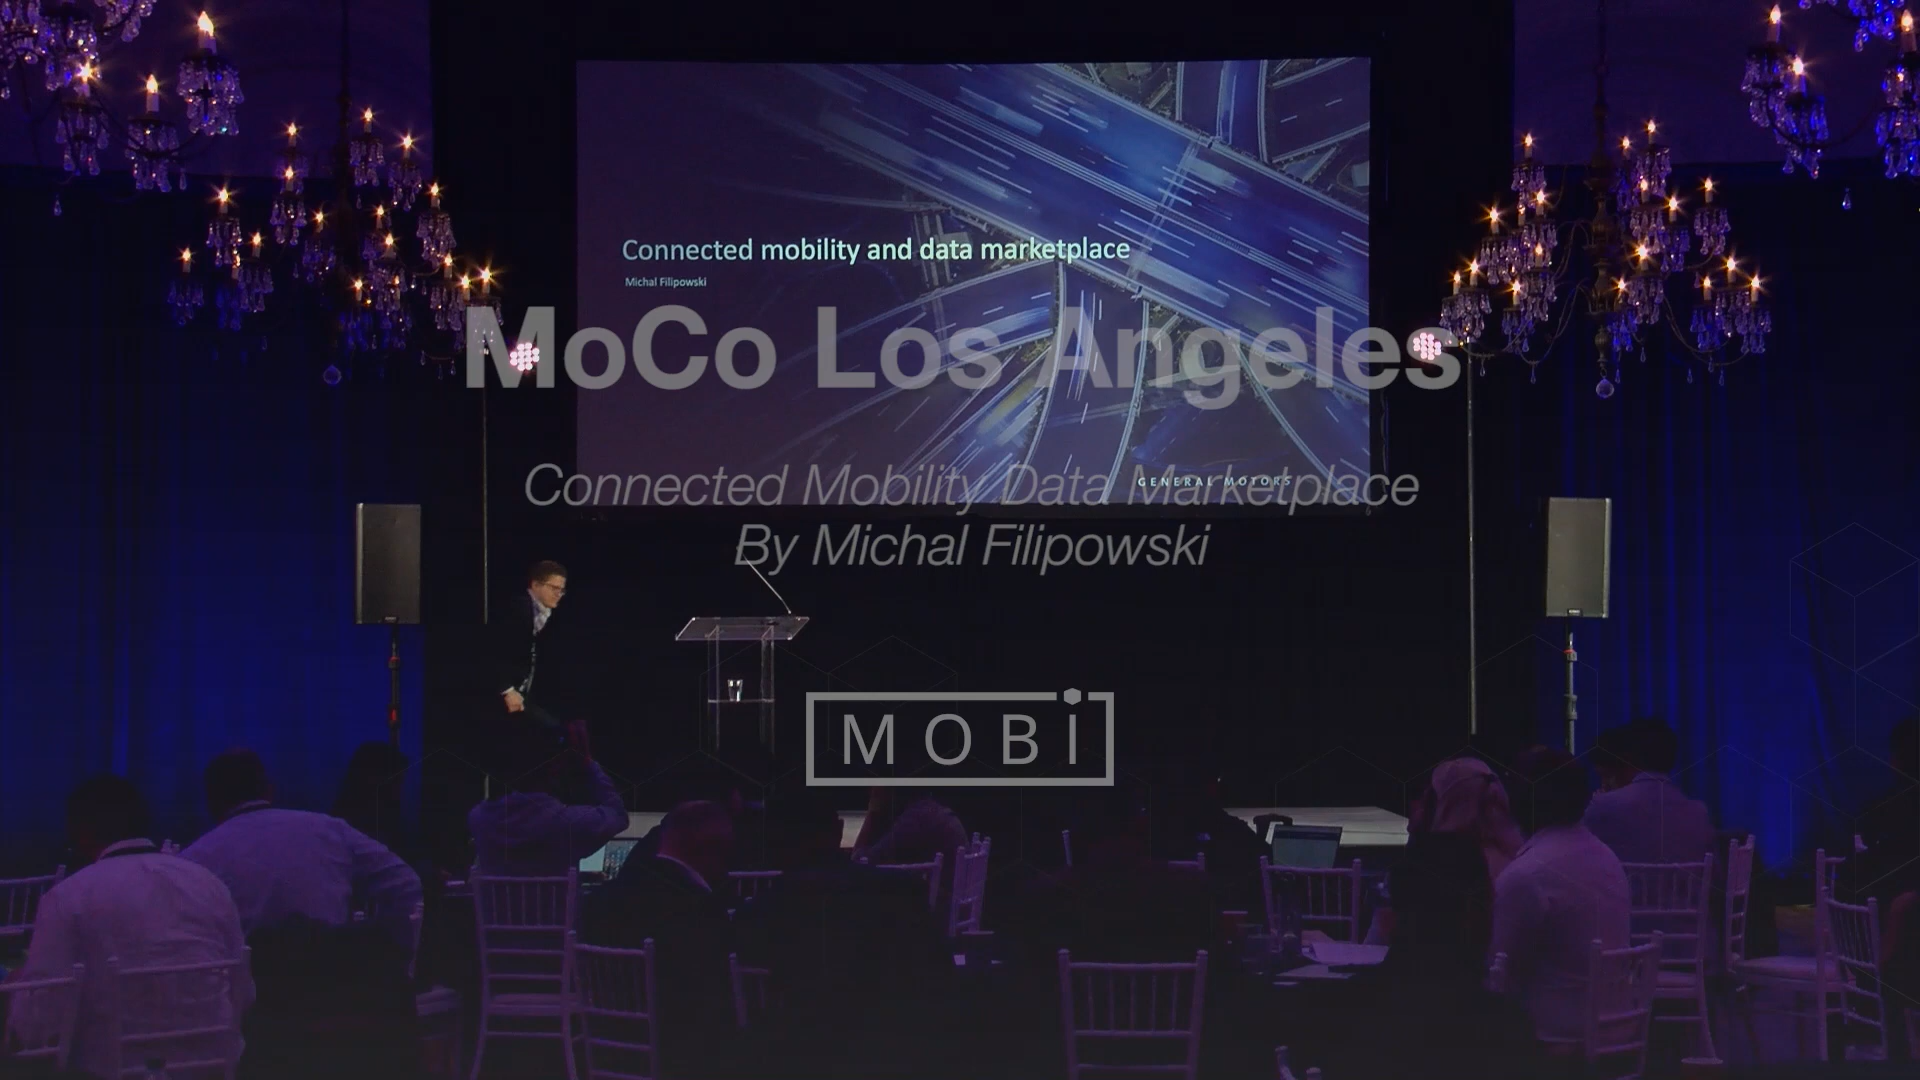 Connected mobility and data marketplace
Michal Filipowski
MoCo Los Angeles
Connected Mobility Data Marketplace
GENERAL MOTORS
By Michal Filipowski
MOBi